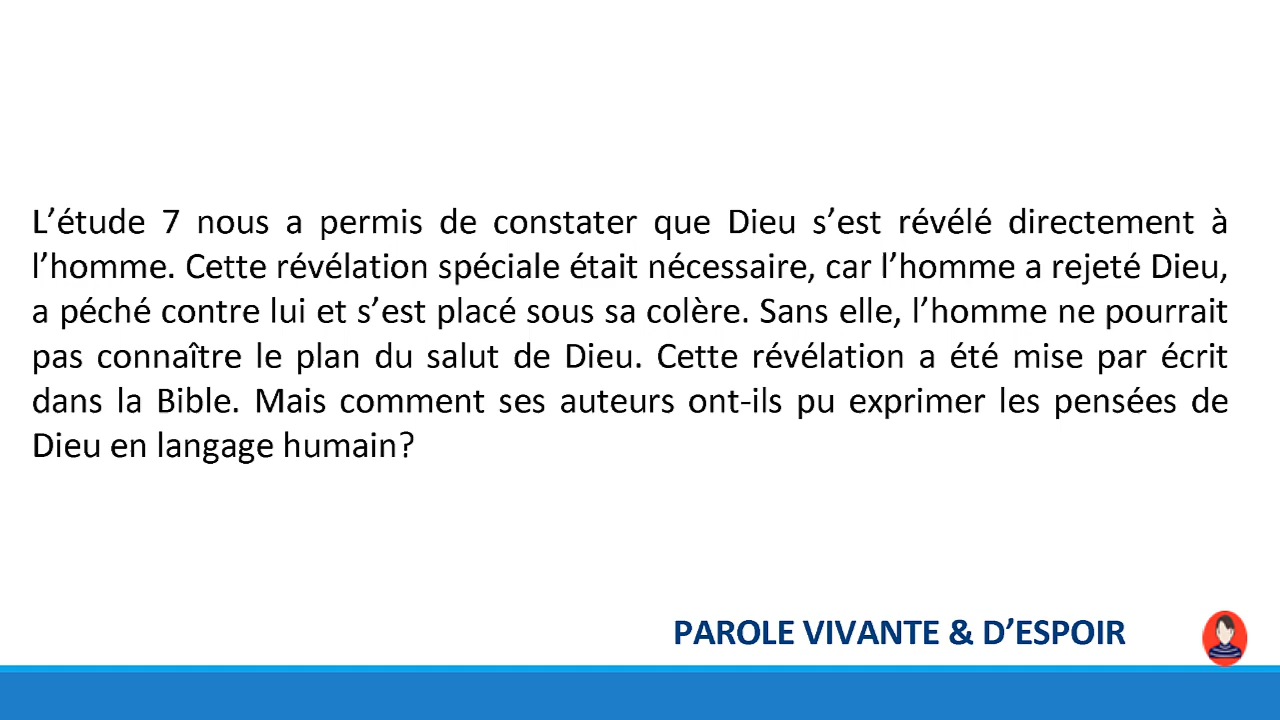 L’étude 7 nous a permis de constater que Dieu s’est révélé directement à
l’homme. Cette révélation spéciale était nécessaire, car l’homme a rejeté Dieu,
a péché contre lui et s’est placé sous sa colère. Sans elle, l’homme ne pourrait
pas connaître le plan du salut de Dieu. Cette révélation a été mise par écrit
dans la Bible. Mais comment ses auteurs ont-ils pu exprimer les pensées de
Dieu en langage humain?
PAROLE VIVANTE & D’ESPOIR